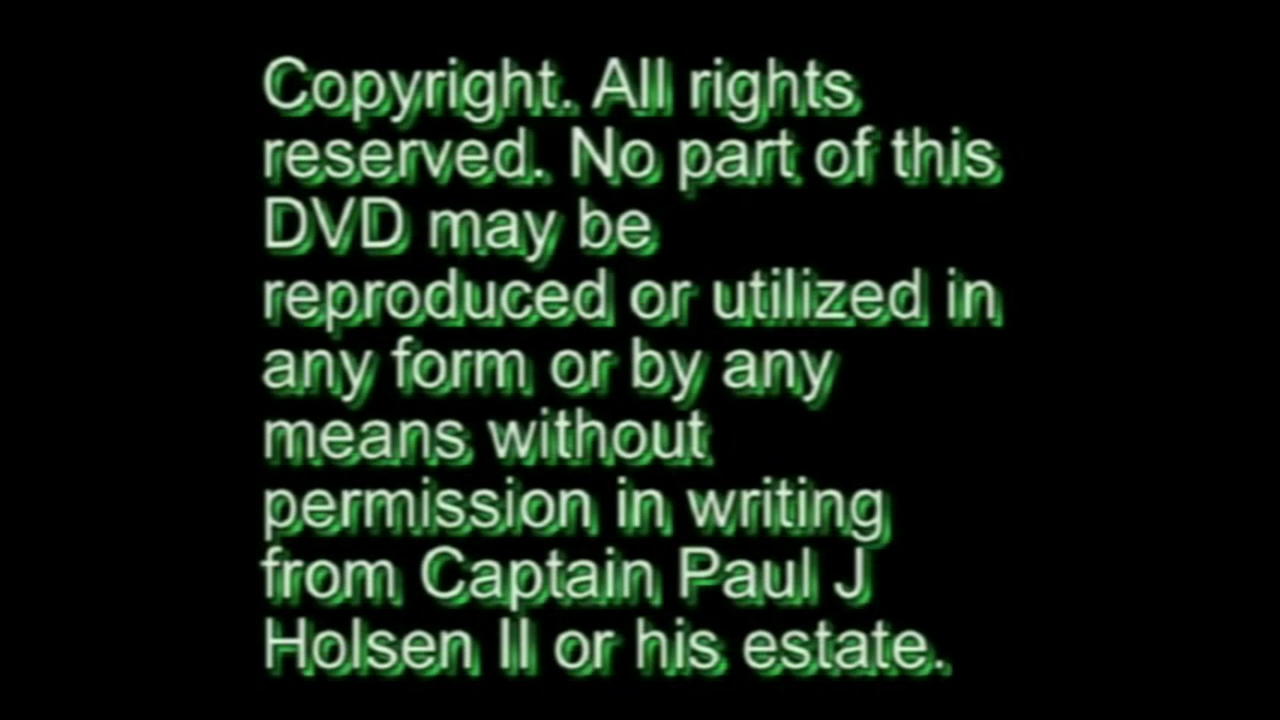 Copyright. All rights
reserved. No part of this
DVD may be
reproduced or utilized in
any form or by any
means without
permission in writing
from Captain Paul J
Holsen II or his estate.